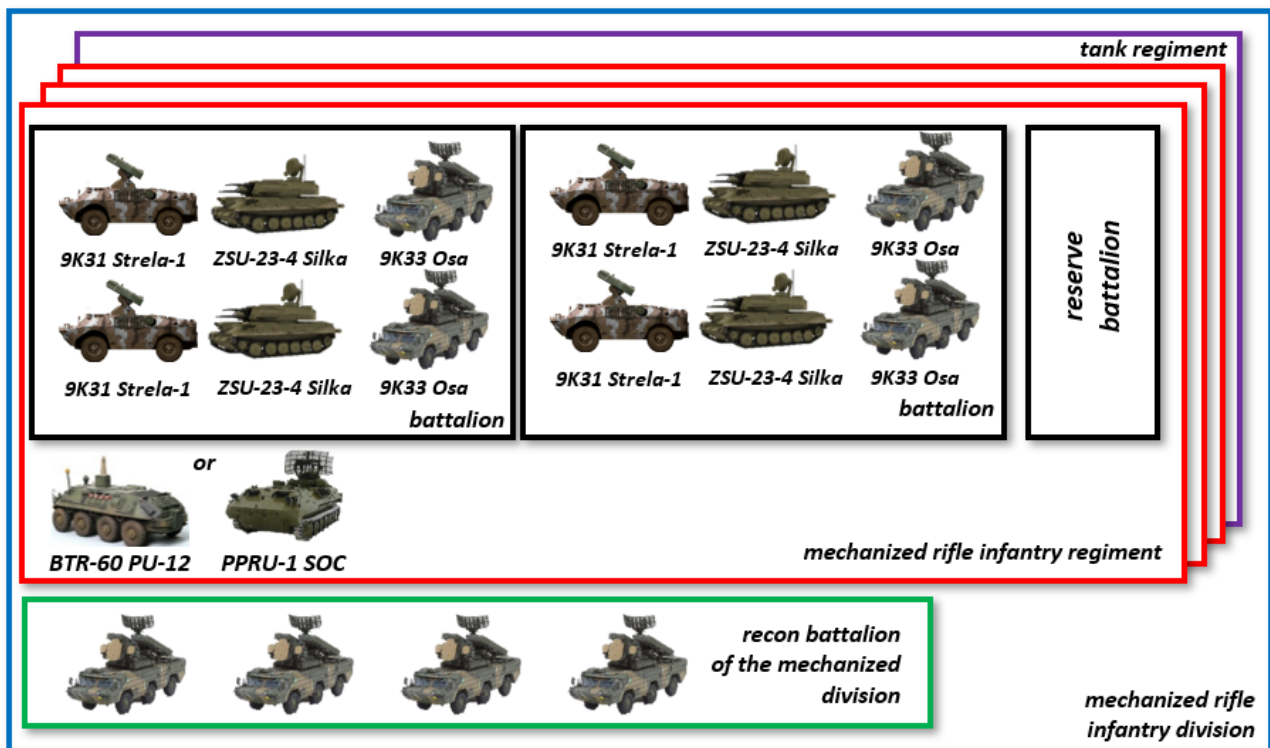 tank regiment
9K31 Strela-1 ZSU-23-4 Silka 9K33 Osa
9K31 Strela-1 ZSU-23-4 Silka 9K33 Osa
battalion
9K31 Strela-1 ZSU-23-4 Silka 9K33 Osa
9K31 Strela-1 ZSU-23-4 Silka 9K33 Osa
battalion
reserve
battalion
or
BTR-60 PU-12 PPRU-1 SOC
mechanized rifle infantry regiment
recon battalion
of the mechanized
division
mechanized rifle
infantry division